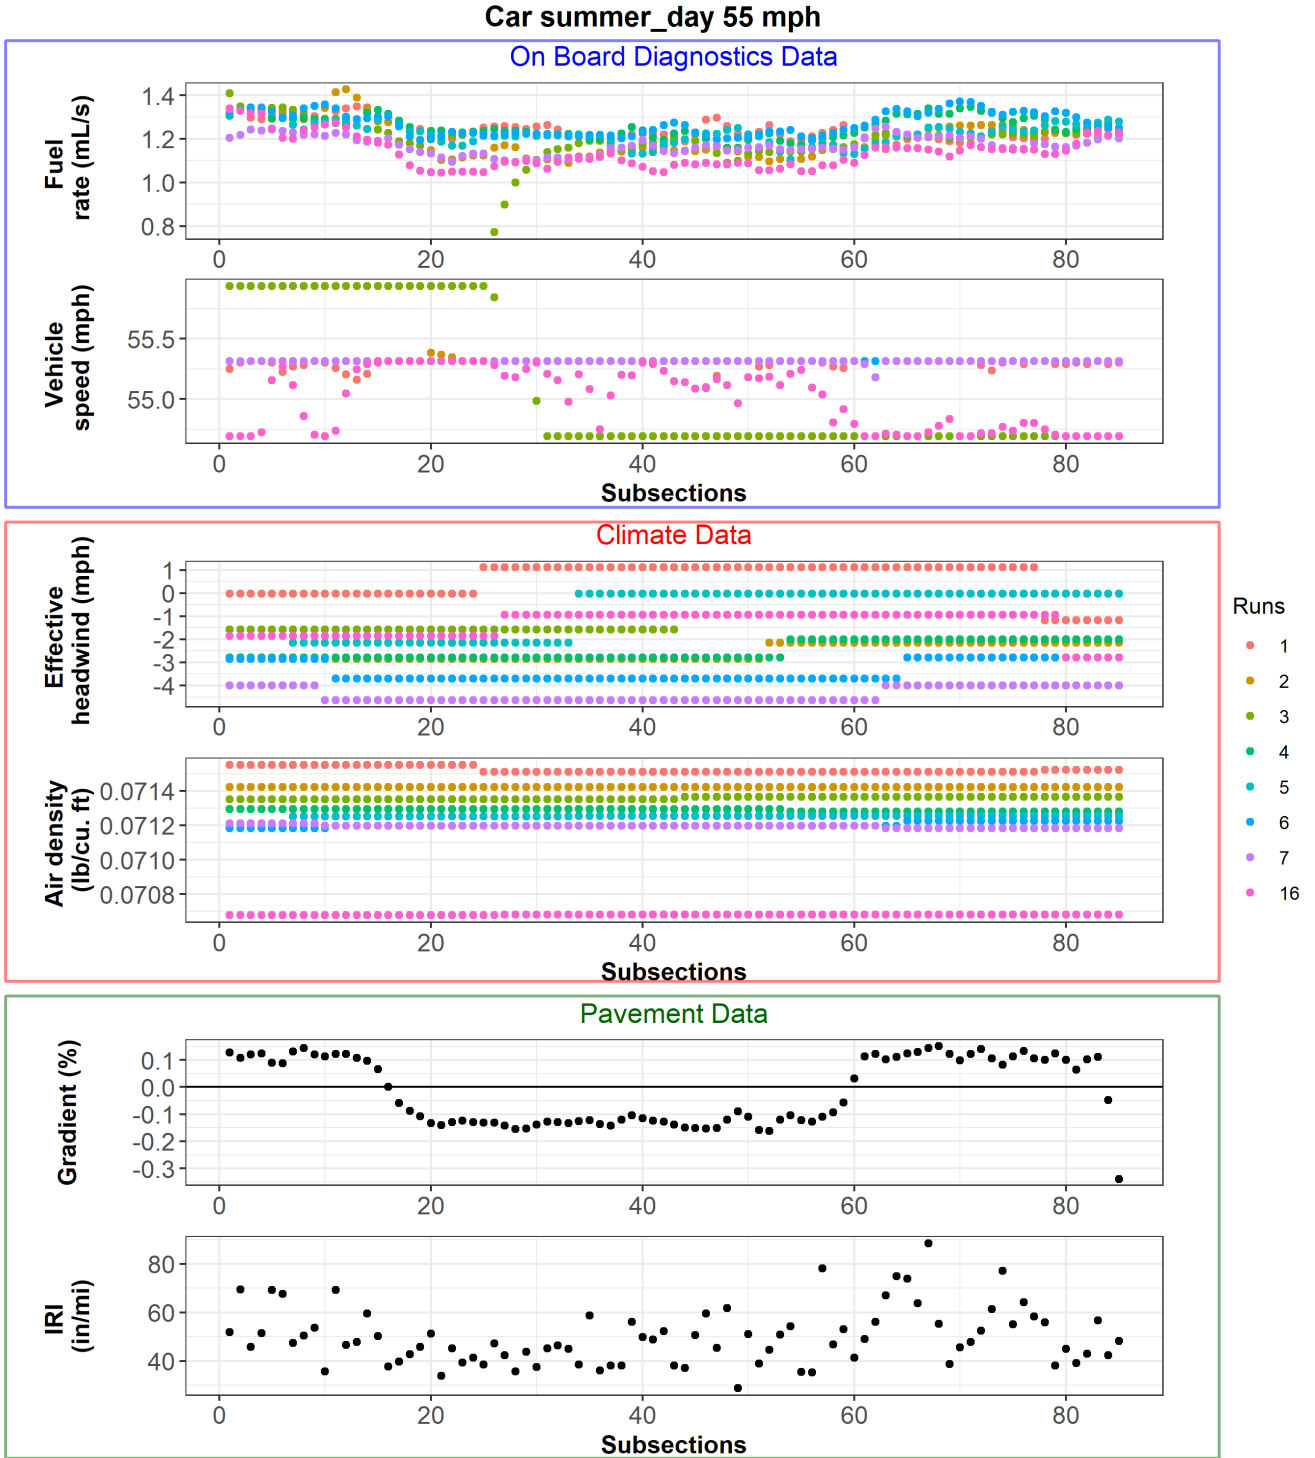 Car summer_day 55 mph
On Board Diagnostics Data
Fuel
rate (mL/s)
1.4
1.2
1.0
0.8
0 20 40 60 80
Vehicle
speed (mph)
55.5
55.0
0 20 40 60 80
Subsections
Climate Data
Effective
headwind (mph)
1
0
-1
-2
-3
-4
0 20 40 60 80
Air density
(lb/cu. ft)
0.0714
0.0712
0.0710
0.0708
0 20 40 60 80
Subsections
Runs
1
2
3
4
5
6
7
16
Pavement Data
Gradient (%)
0.1
0.0
-0.1
-0.2
-0.3
0 20 40 60 80
IRI
(in/mi)
80
60
40
0 20 40 60 80
Subsections